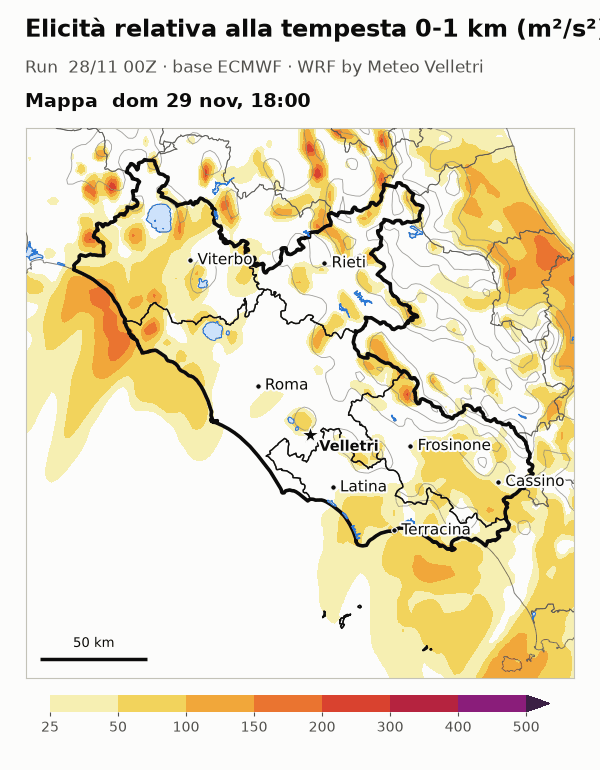 Elicità relativa alla tempesta 0-1 km (m²/s²)
Run 28/11 00Z · base ECMWF · WRF by Meteo Velletri
Mappa dom 29 nov, 18:00
Viterbo
Rieti
Roma
Velletri
Frosinone
Cassino
Latina
Terracina
50 km
25 50 100 150 200 300 400 500